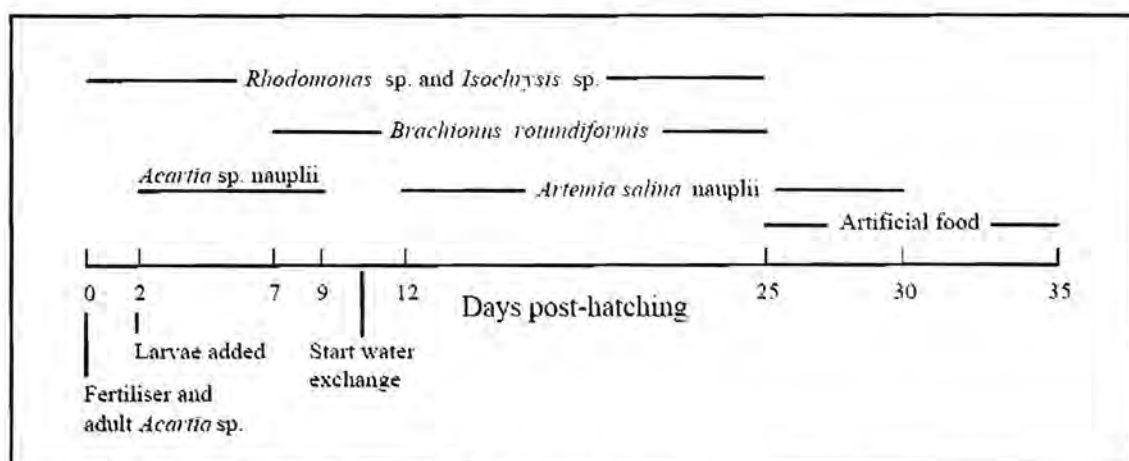 Rhodomonas sp. and Isochrysis sp.
Brachionus rotundiformis
Acartia sp. nauplii
Artemia salina nauplii
Artificial food
0 2 7 9 12 25 30 35
Days post-hatching
Larvae added
Start water
exchange
Fertiliser and
adult Acartia sp.